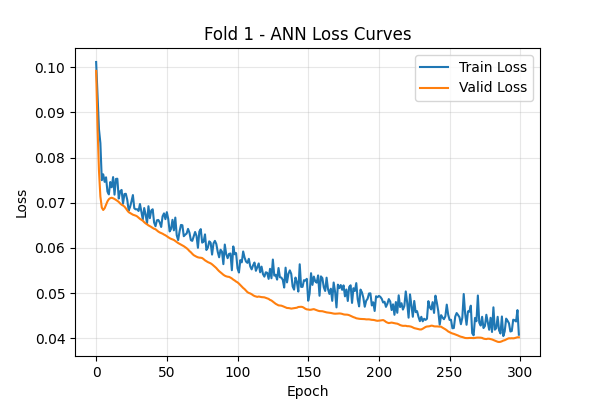 Fold 1 - ANN Loss Curves
Train Loss
Valid Loss
Loss
0.10
0.09
0.08
0.07
0.06
0.05
0.04
0 50 100 150 200 250 300
Epoch